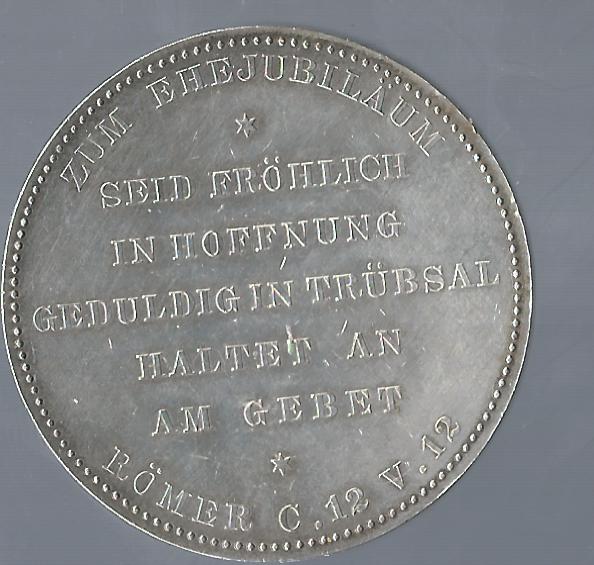 ZUM EHEJUBILÄUM
SEID FRÖHLICH
IN HOFFNUNG
GEDULDIG IN TRÜBSAL
HALTET AN
AM GEBET
RÖMER C. 12 V. 12